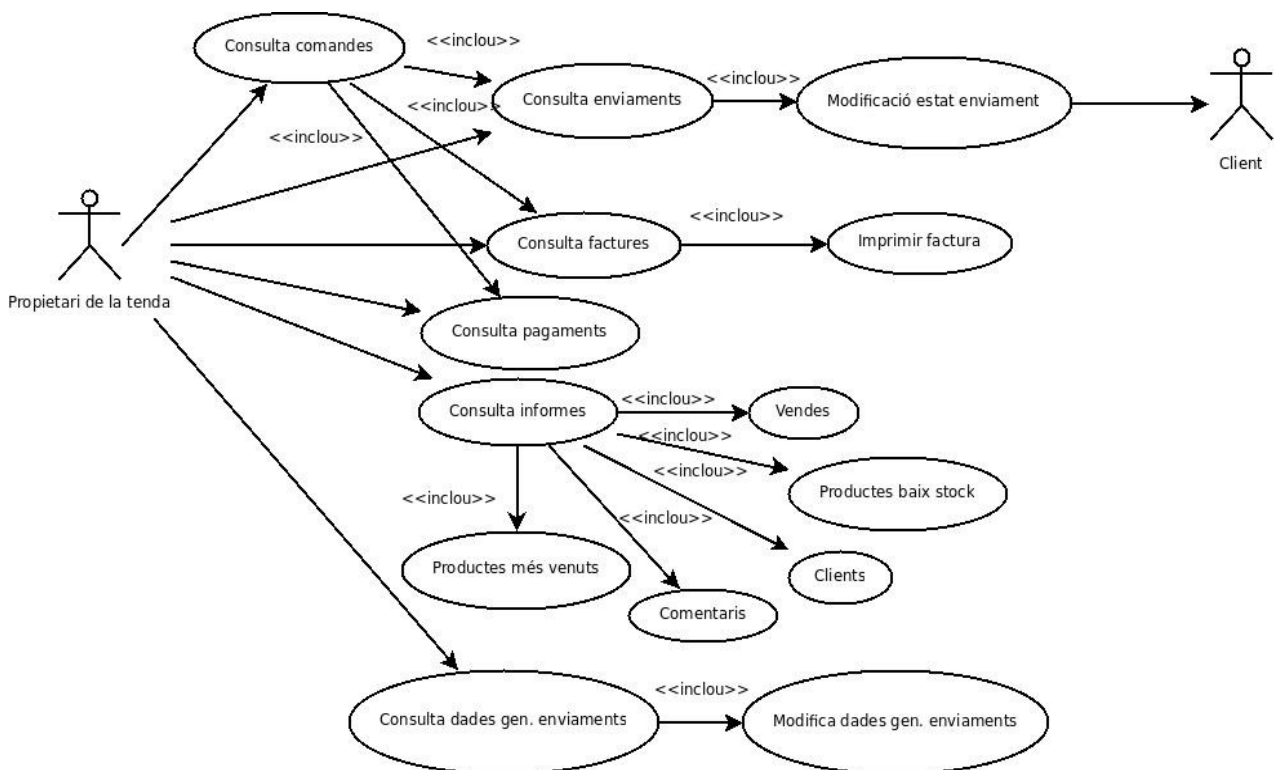 Consulta comandes
<<inclou>>
Consulta enviaments
<<inclou>>
Modificació estat enviament
<<inclou>>
<<inclou>>
Client
Propietari de la tenda
Consulta factures
<<inclou>>
Imprimir factura
Consulta pagaments
Consulta informes
<<inclou>>
Vendes
<<inclou>>
Productes baix stock
<<inclou>>
Clients
<<inclou>>
Productes més venuts
<<inclou>>
Comentaris
Consulta dades gen. enviaments
<<inclou>>
Modifica dades gen. enviaments